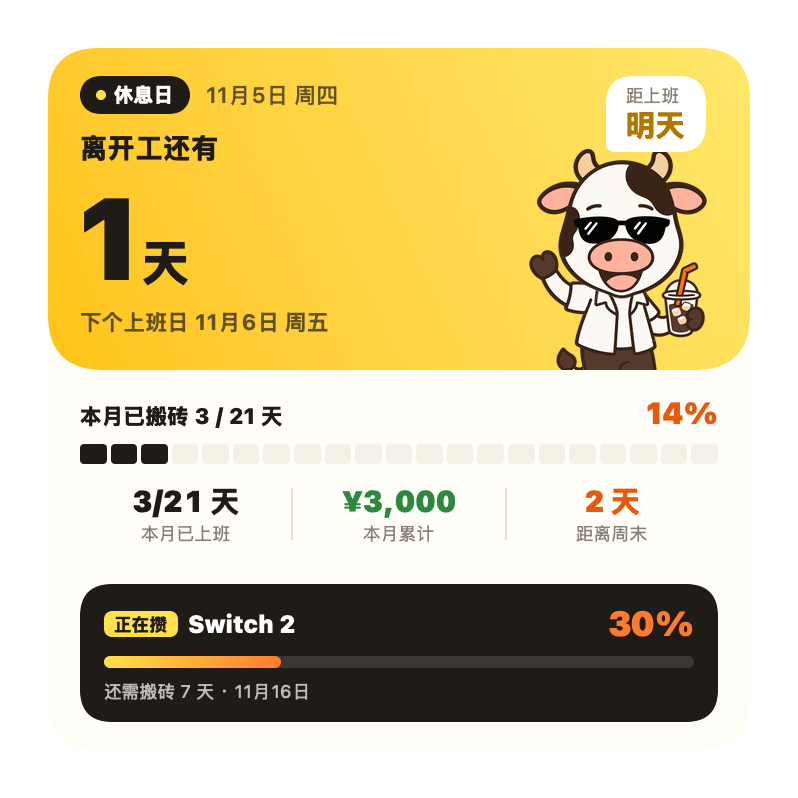 休息日 11月5日 周四
距上班
明天
离开工还有
1天
下个上班日 11月6日 周五
本月已搬砖 3 / 21 天 14%
3/21 天 ¥3,000 2 天
本月已上班 本月累计 距离周末
正在攒 Switch 2 30%
还需搬砖 7 天 · 11月16日